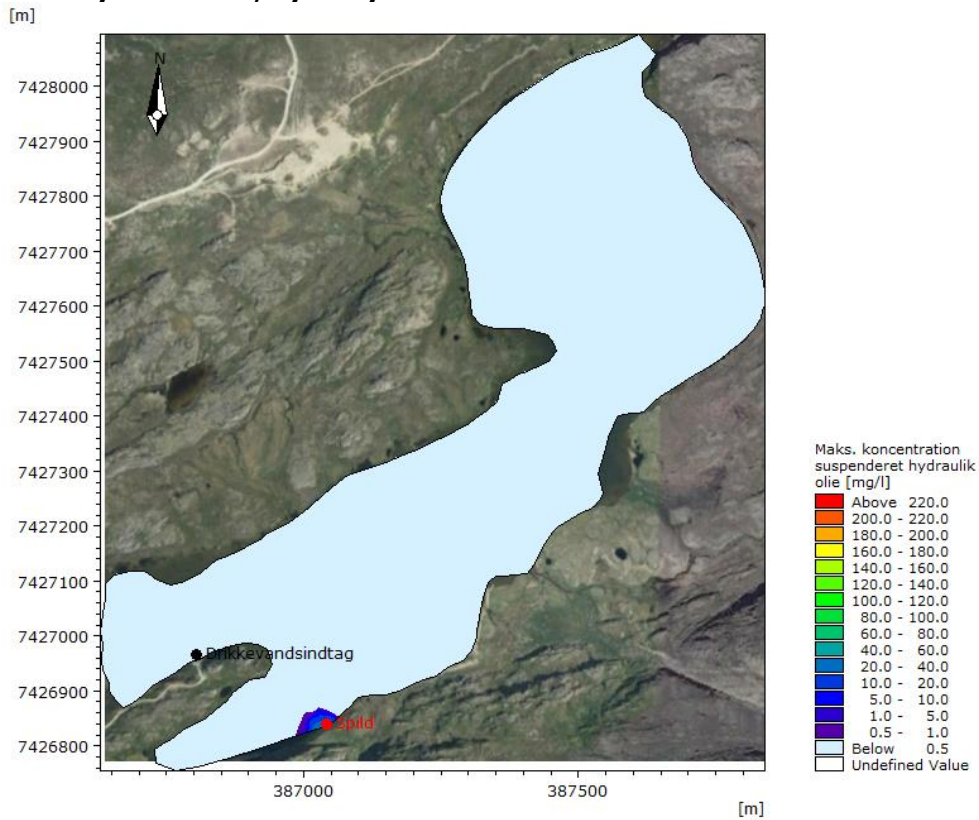 [m]
N
7428000
7427900
7427800
7427700
7427600
7427500
7427400
7427300
7427200
7427100
7427000
7426900
7426800
Drikkevandsindtag
Spild
387000
387500
[m]
Maks. koncentration
suspenderet hydraulik
olie [mg/l]
Above 220.0
200.0 - 220.0
180.0 - 200.0
160.0 - 180.0
140.0 - 160.0
120.0 - 140.0
100.0 - 120.0
80.0 - 100.0
60.0 - 80.0
40.0 - 60.0
20.0 - 40.0
10.0 - 20.0
5.0 - 10.0
1.0 - 5.0
0.5 - 1.0
Below 0.5
Undefined Value